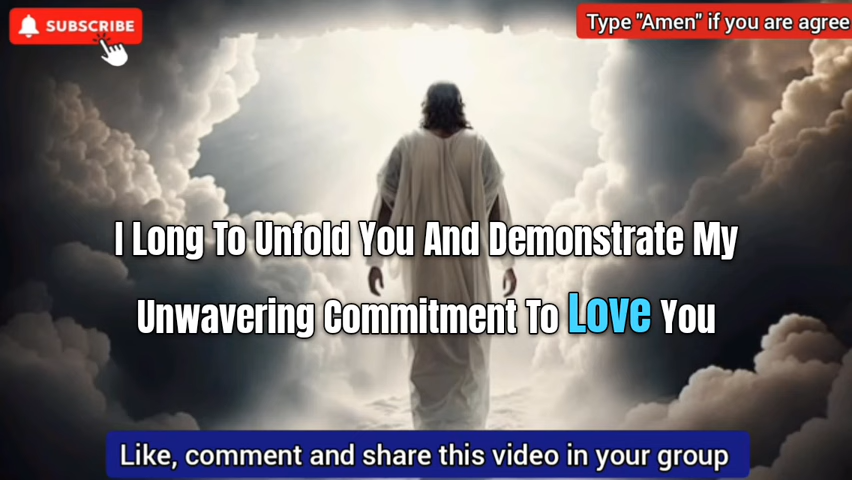 SUBSCRIBE
Type "Amen" if you are agree
I Long To Unfold You And Demonstrate My
Unwavering Commitment To Love You
Like, comment and share this video in your group